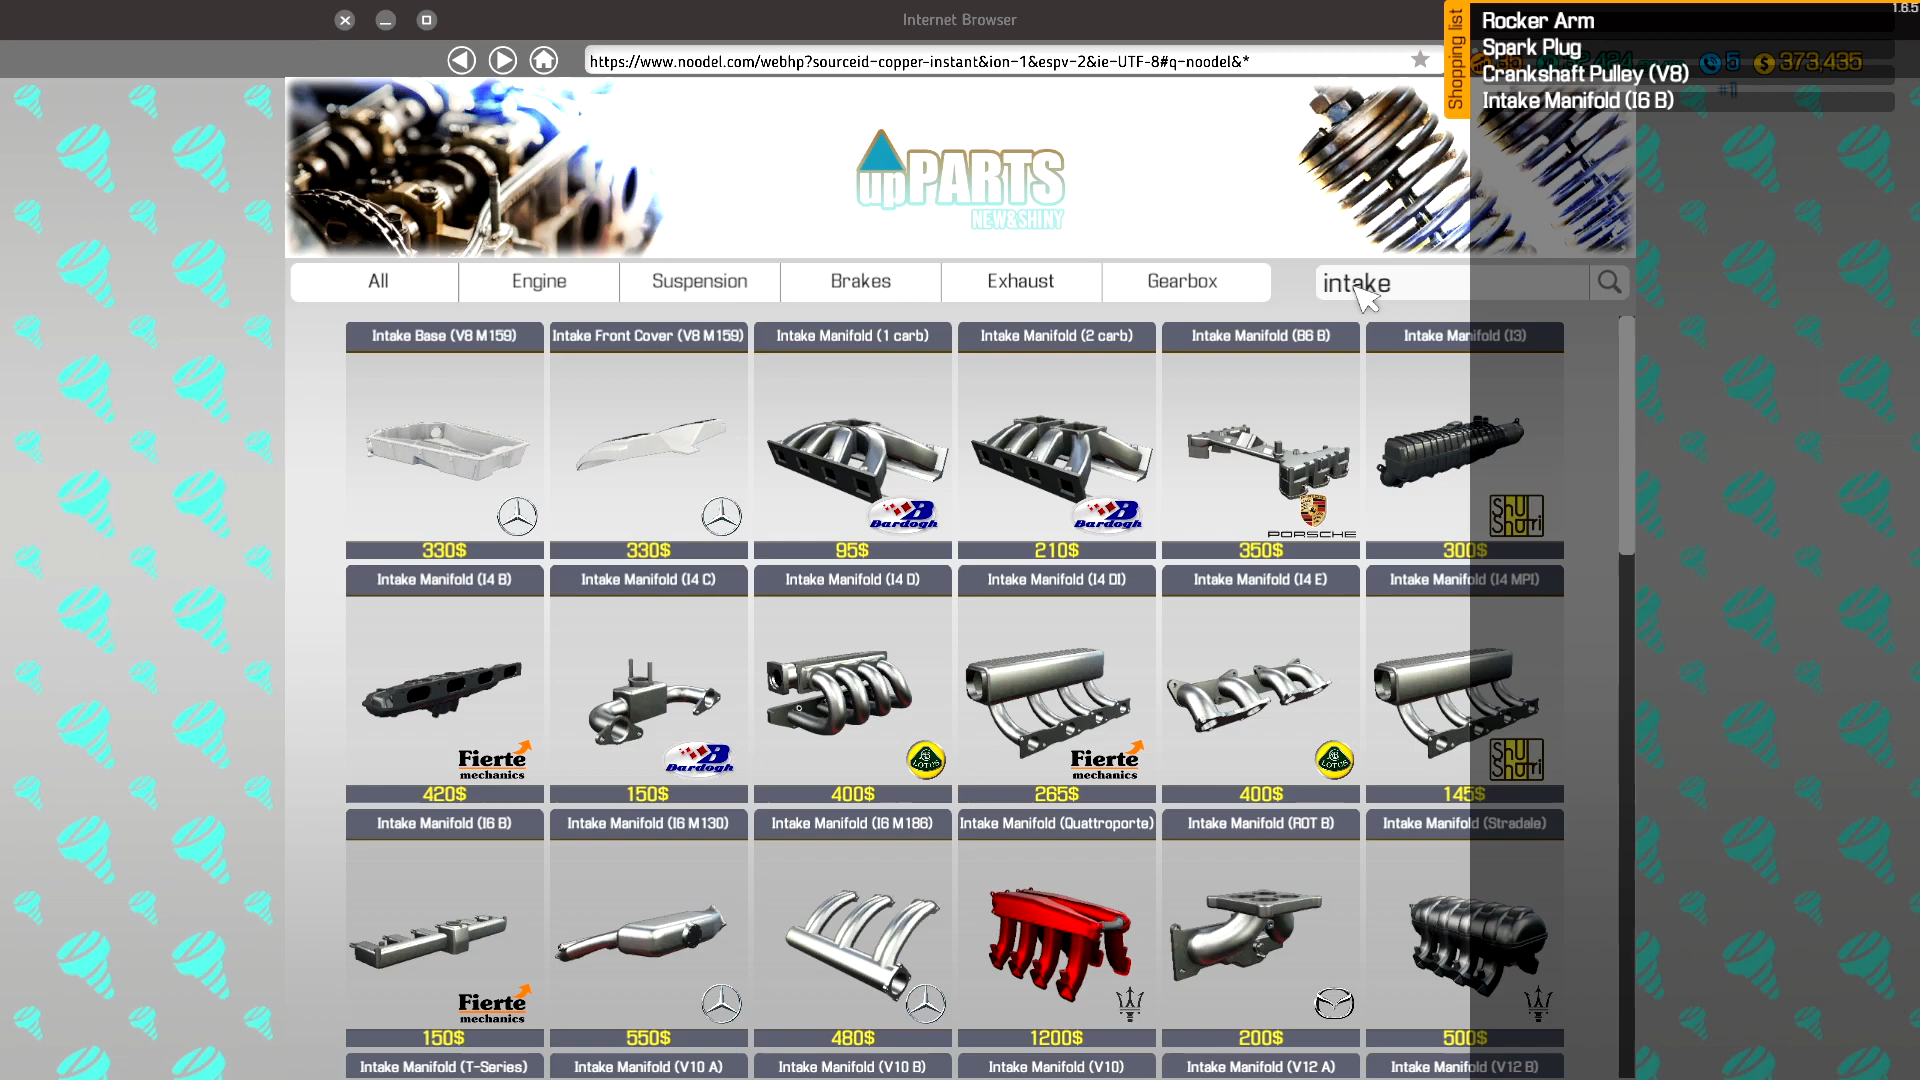 Internet Browser
1.6.5
https://www.noodel.com/webhp?sourceid-copper-instant&ion-1&espv-2&ie-UTF-8#q-noodel&*
Shopping list
Rocker Arm
Spark Plug
Crankshaft Pulley (V8)
Intake Manifold (I6 B)
5
373,435
#1
upPARTS
NEW&SHINY
All Engine Suspension Brakes Exhaust Gearbox intake
Intake Base (V8 M159) Intake Front Cover (V8 M159) Intake Manifold (1 carb) Intake Manifold (2 carb) Intake Manifold (B6 B) Intake Manifold (I3)
Bardogh Bardogh PORSCHE Shu Shurri
330$ 330$ 95$ 210$ 350$ 300$
Intake Manifold (I4 B) Intake Manifold (I4 C) Intake Manifold (I4 D) Intake Manifold (I4 DI) Intake Manifold (I4 E) Intake Manifold (I4 MPI)
Fierte mechanics Bardogh LOTUS Fierte mechanics LOTUS Shu Shurri
420$ 150$ 400$ 265$ 400$ 145$
Intake Manifold (I6 B) Intake Manifold (I6 M130) Intake Manifold (I6 M186) Intake Manifold (Quattroporte) Intake Manifold (ROT B) Intake Manifold (Stradale)
Fierte mechanics
150$ 550$ 480$ 1200$ 200$ 500$
Intake Manifold (T-Series) Intake Manifold (V10 A) Intake Manifold (V10 B) Intake Manifold (V10) Intake Manifold (V12 A) Intake Manifold (V12 B)